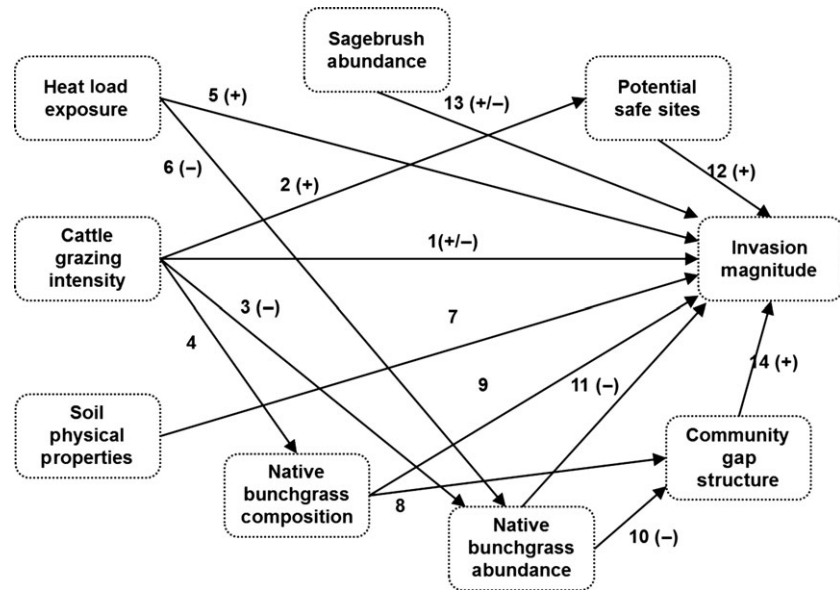 Sagebrush
abundance
Heat load
exposure
Potential
safe sites
5 (+)
13 (+/–)
6 (–)
2 (+)
12 (+)
Cattle
grazing
intensity
1(+/–)
Invasion
magnitude
3 (–)
7
4
9
11 (–)
14 (+)
Soil
physical
properties
Community
gap
structure
Native
bunchgrass
composition
8
Native
bunchgrass
abundance
10 (–)